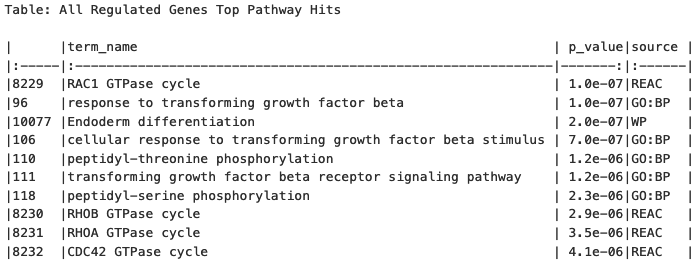 Table: All Regulated Genes Top Pathway Hits
|      |term_name                                                    | p_value|source |
|:-----|:------------------------------------------------------------|-------:|:------|
|8229  |RAC1 GTPase cycle                                            | 1.0e-07|REAC   |
|96    |response to transforming growth factor beta                  | 1.0e-07|GO:BP  |
|10077 |Endoderm differentiation                                     | 2.0e-07|WP     |
|106   |cellular response to transforming growth factor beta stimulus | 7.0e-07|GO:BP  |
|110   |peptidyl-threonine phosphorylation                           | 1.2e-06|GO:BP  |
|111   |transforming growth factor beta receptor signaling pathway   | 1.2e-06|GO:BP  |
|118   |peptidyl-serine phosphorylation                              | 2.3e-06|GO:BP  |
|8230  |RHOB GTPase cycle                                            | 2.9e-06|REAC   |
|8231  |RHOA GTPase cycle                                            | 3.5e-06|REAC   |
|8232  |CDC42 GTPase cycle                                           | 4.1e-06|REAC   |